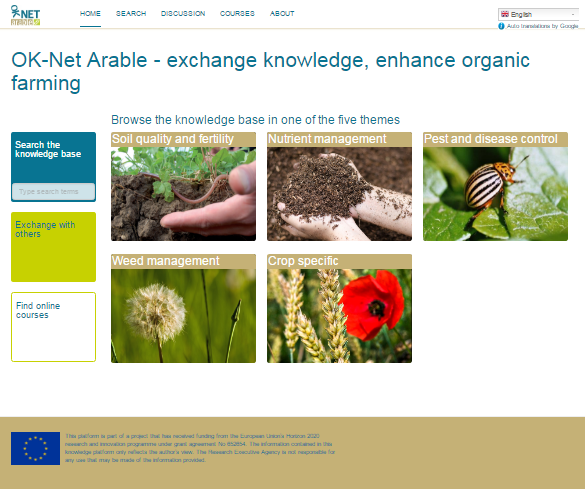 NET
HOME SEARCH DISCUSSION COURSES ABOUT
English
Auto translations by Google
OK-Net Arable - exchange knowledge, enhance organic
farming
Browse the knowledge base in one of the five themes
Search the
knowledge base
Type search terms
Exchange with
others
Find online
courses
Soil quality and fertility
Nutrient management
Pest and disease control
Weed management
Crop specific
This platform is part of a project that has received funding from the European Union's Horizon 2020
research and innovation programme under grant agreement No 652654. The information contained in this
knowledge platform only reflects the author's view. The Research Executive Agency is not responsible for
any use that may be made of the information provided.